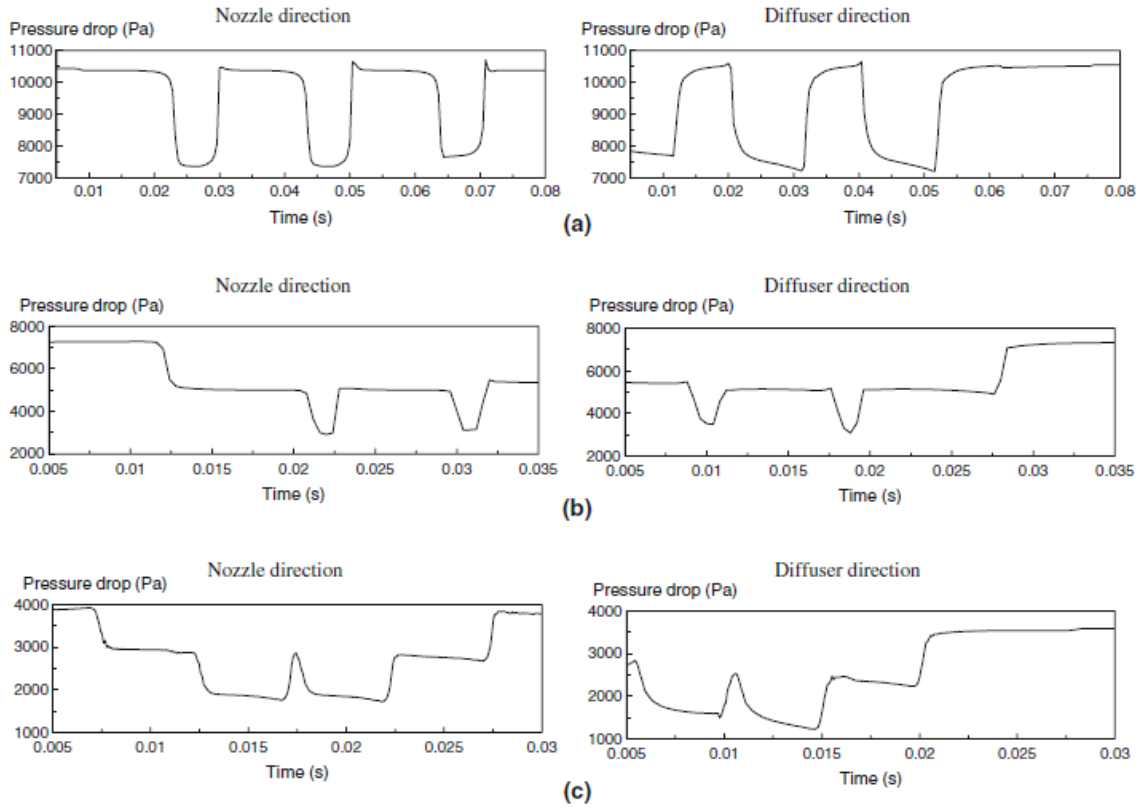 Nozzle direction
Diffuser direction
Pressure drop (Pa)
Pressure drop (Pa)
11000
10000
9000
8000
7000
0.01 0.02 0.03 0.04 0.05 0.06 0.07 0.08
Time (s)
11000
10000
9000
8000
7000
0.01 0.02 0.03 0.04 0.05 0.06 0.07 0.08
Time (s)
(a)
Nozzle direction
Diffuser direction
Pressure drop (Pa)
Pressure drop (Pa)
8000
6000
4000
2000
0.005 0.01 0.015 0.02 0.025 0.03 0.035
Time (s)
8000
6000
4000
2000
0.005 0.01 0.015 0.02 0.025 0.03 0.035
Time (s)
(b)
Nozzle direction
Diffuser direction
Pressure drop (Pa)
Pressure drop (Pa)
4000
3000
2000
1000
0.005 0.01 0.015 0.02 0.025 0.03
Time (s)
4000
3000
2000
1000
0.005 0.01 0.015 0.02 0.025 0.03
Time (s)
(c)